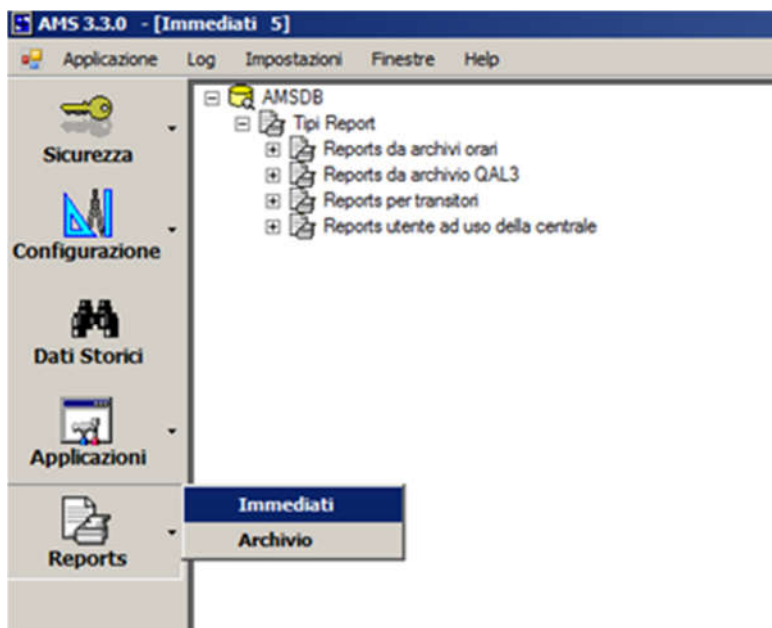 AMS 3.3.0 - [Immediati 5]
Applicazione Log Impostazioni Finestre Help
AMSDB
Tipi Report
Reports da archivi orari
Reports da archivio QAL3
Reports per transitori
Reports utente ad uso della centrale
Sicurezza
Configurazione
Dati Storici
Applicazioni
Reports
Immediati
Archivio